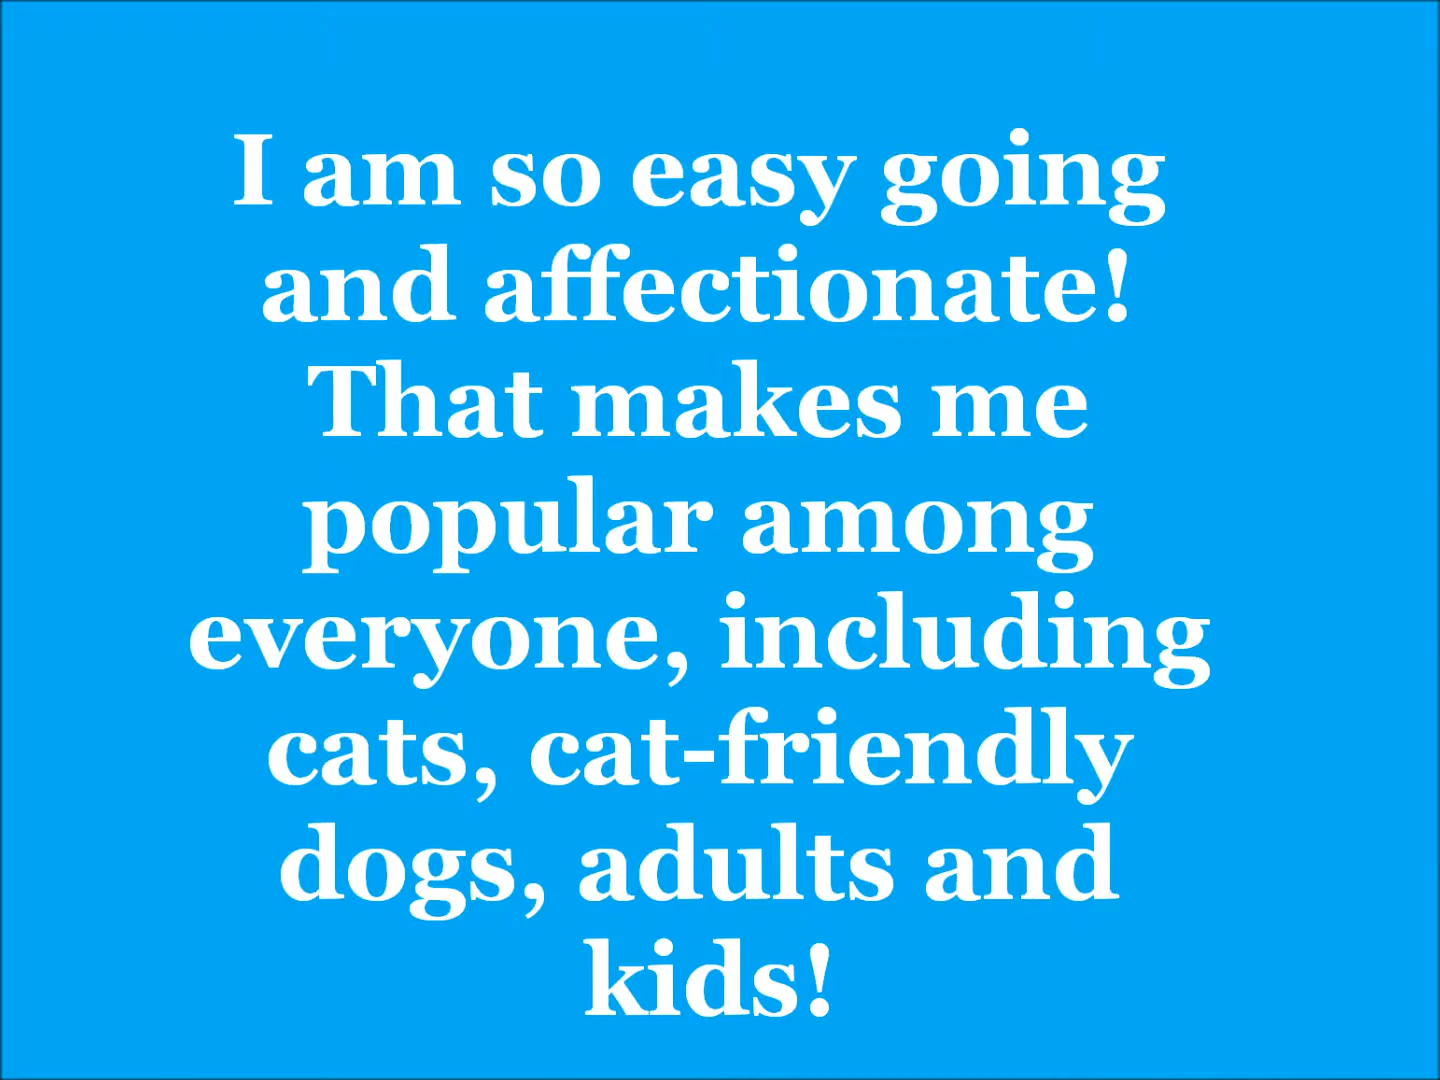 I am so easy going
and affectionate!
That makes me
popular among
everyone, including
cats, cat-friendly
dogs, adults and
kids!